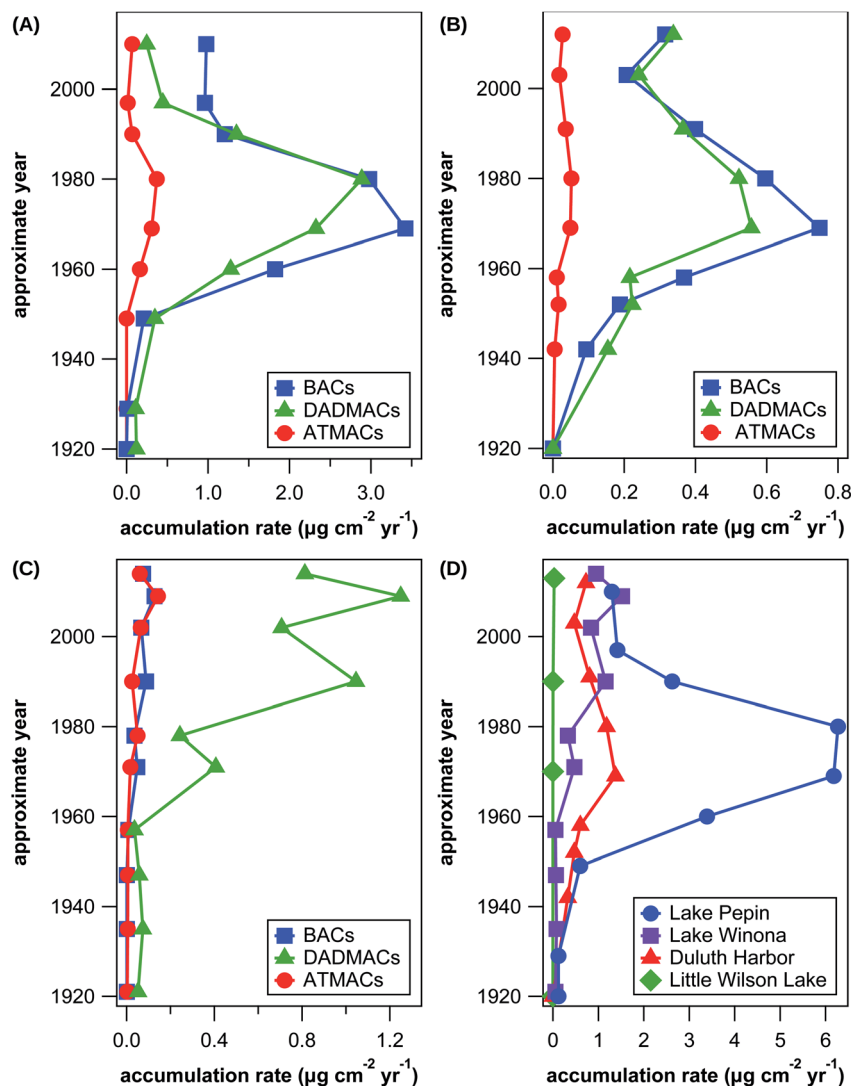 (A)
2000
1980
1960
1940
1920
approximate year
BACs
DADMACs
ATMACs
0.0 1.0 2.0 3.0
accumulation rate (µg cm⁻² yr⁻¹)
(B)
2000
1980
1960
1940
1920
approximate year
BACs
DADMACs
ATMACs
0.0 0.2 0.4 0.6 0.8
accumulation rate (µg cm⁻² yr⁻¹)
(C)
2000
1980
1960
1940
1920
approximate year
BACs
DADMACs
ATMACs
0.0 0.4 0.8 1.2
accumulation rate (µg cm⁻² yr⁻¹)
(D)
2000
1980
1960
1940
1920
approximate year
Lake Pepin
Lake Winona
Duluth Harbor
Little Wilson Lake
0 1 2 3 4 5 6
accumulation rate (µg cm⁻² yr⁻¹)